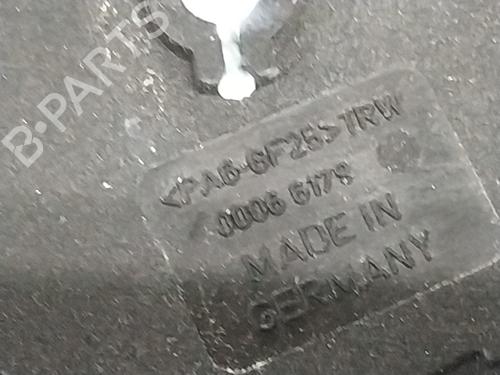 B-PARTS
>PA6-GF25<TRW
0006 6178
MADE IN
GERMANY